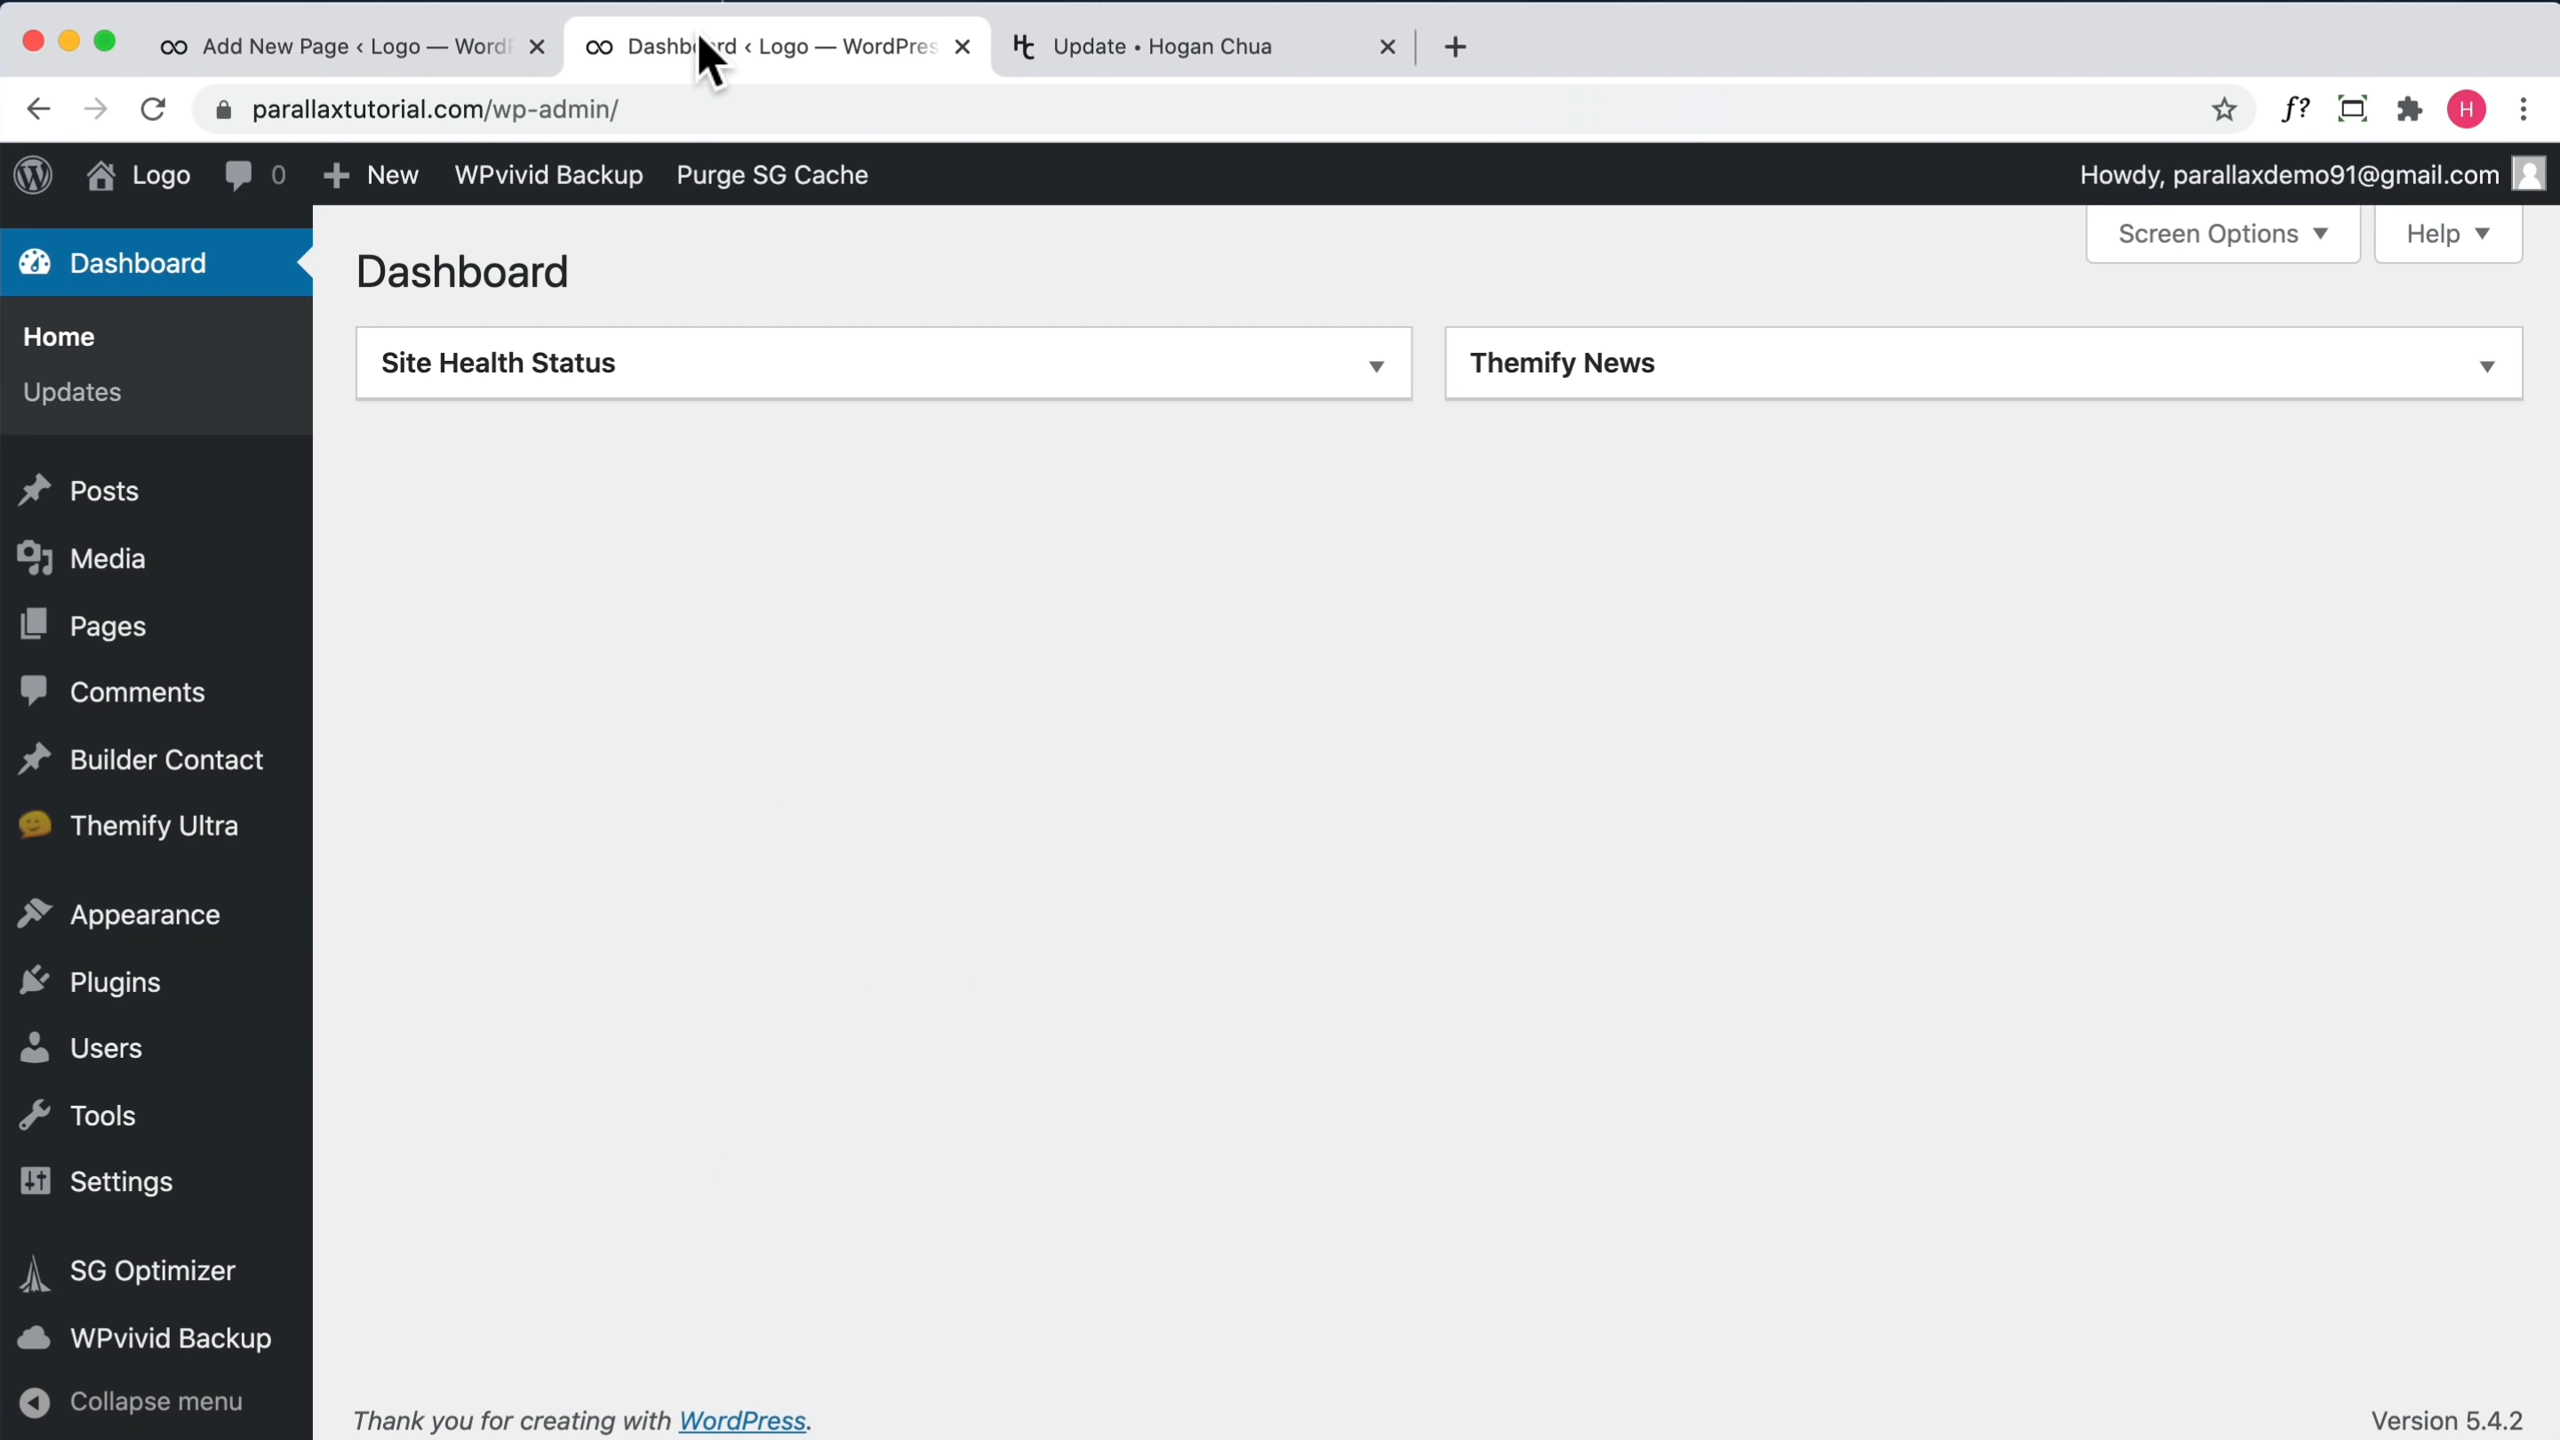 Add New Page ‹ Logo — WordP
Dashboard ‹ Logo — WordPres
Update • Hogan Chua
parallaxtutorial.com/wp-admin/
f?
H
Logo
0
New
WPvivid Backup
Purge SG Cache
Howdy, parallaxdemo91@gmail.com
Screen Options
Help
Dashboard
Dashboard
Home
Updates
Site Health Status
Themify News
Posts
Media
Pages
Comments
Builder Contact
Themify Ultra
Appearance
Plugins
Users
Tools
Settings
SG Optimizer
WPvivid Backup
Collapse menu
Thank you for creating with WordPress.
Version 5.4.2